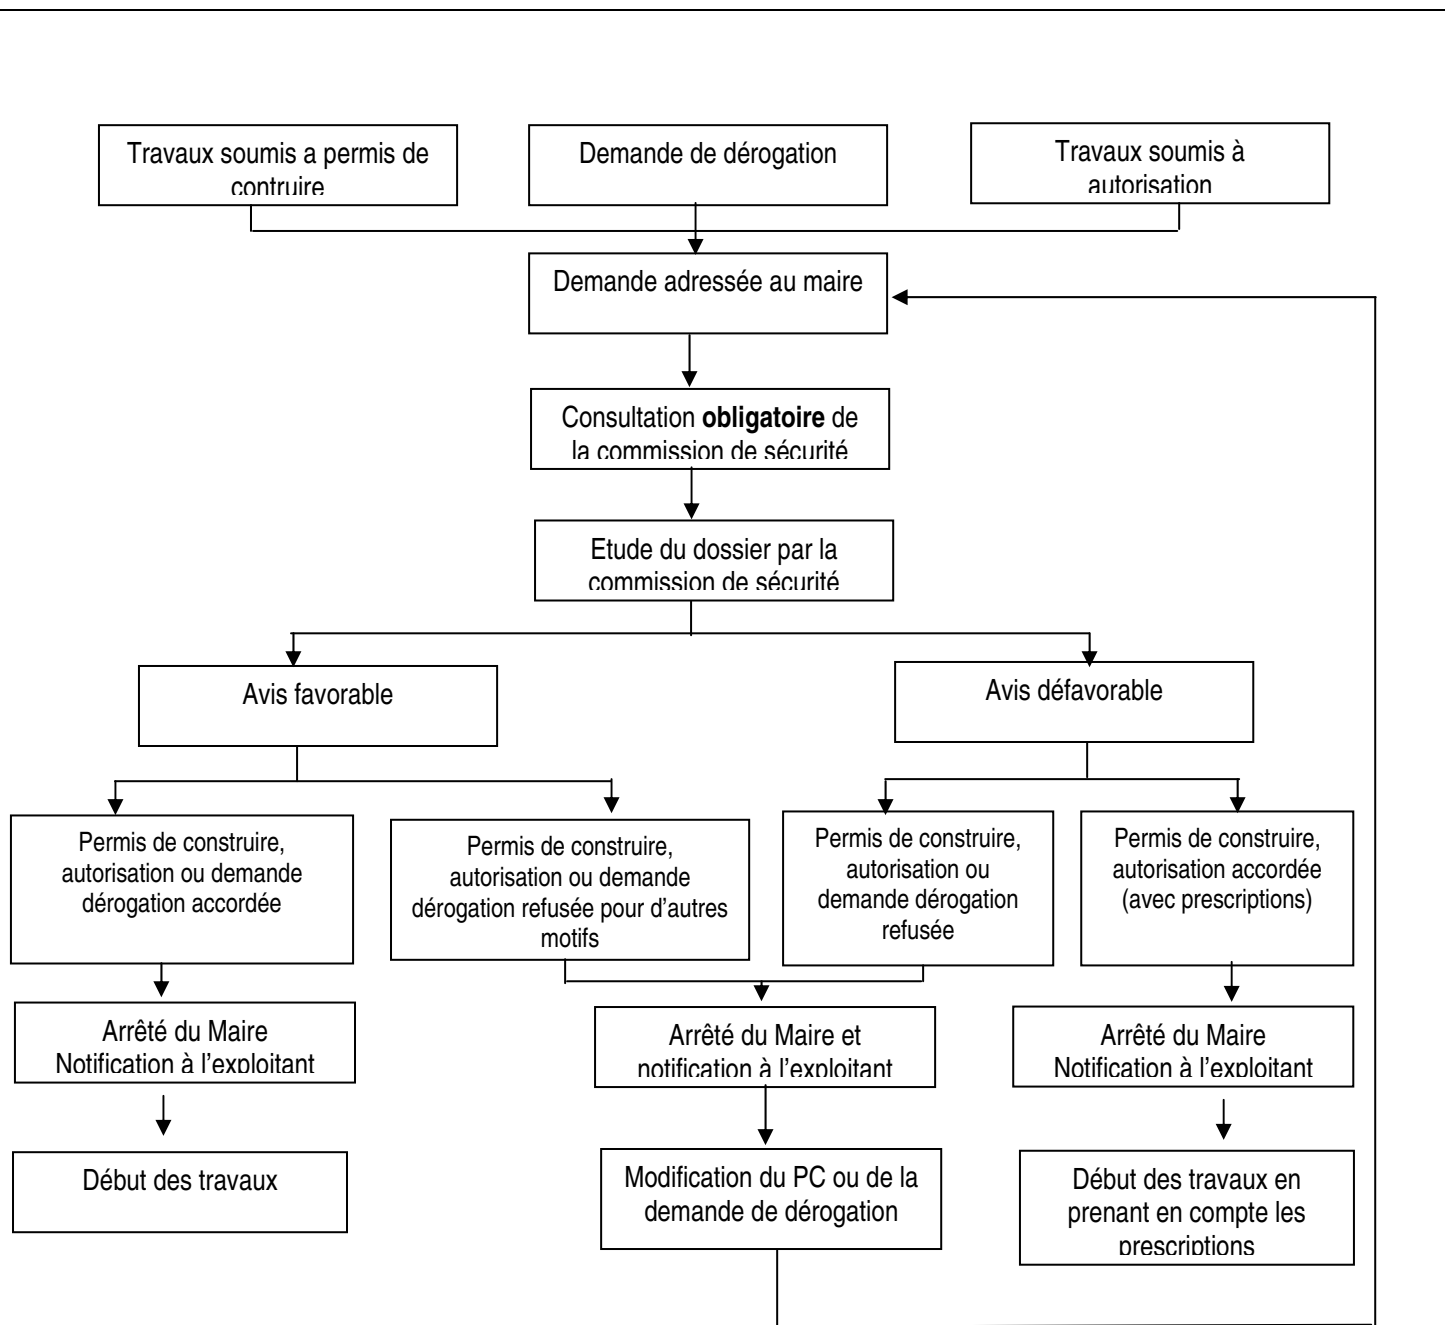 Travaux soumis a permis de
contruire
Demande de dérogation
Travaux soumis à
autorisation
Demande adressée au maire
Consultation obligatoire de
la commission de sécurité
Etude du dossier par la
commission de sécurité
Avis favorable
Avis défavorable
Permis de construire,
autorisation ou demande
dérogation accordée
Permis de construire,
autorisation ou demande
dérogation refusée pour d'autres
motifs
Permis de construire,
autorisation ou
demande dérogation
refusée
Permis de construire,
autorisation accordée
(avec prescriptions)
Arrêté du Maire
Notification à l'exploitant
Arrêté du Maire et
notification à l'exploitant
Arrêté du Maire
Notification à l'exploitant
Début des travaux
Modification du PC ou de la
demande de dérogation
Début des travaux en
prenant en compte les
prescriptions